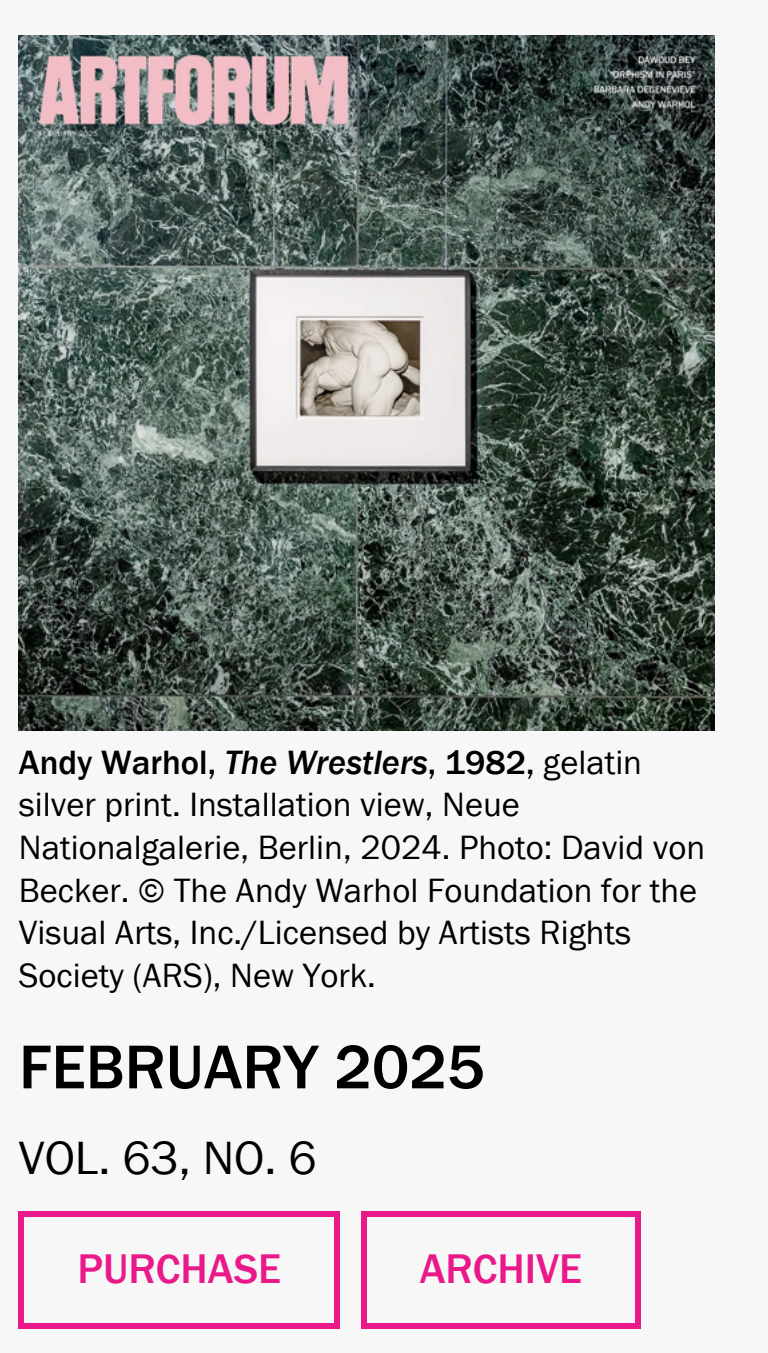 ARTFORUM
DAWOUD BEY
"ORPHISM IN PARIS"
BARBARA DEGENEVIEVE
ANDY WARHOL
FEBRUARY 2025
Andy Warhol, The Wrestlers, 1982, gelatin
silver print. Installation view, Neue
Nationalgalerie, Berlin, 2024. Photo: David von
Becker. © The Andy Warhol Foundation for the
Visual Arts, Inc./Licensed by Artists Rights
Society (ARS), New York.
FEBRUARY 2025
VOL. 63, NO. 6
PURCHASE
ARCHIVE